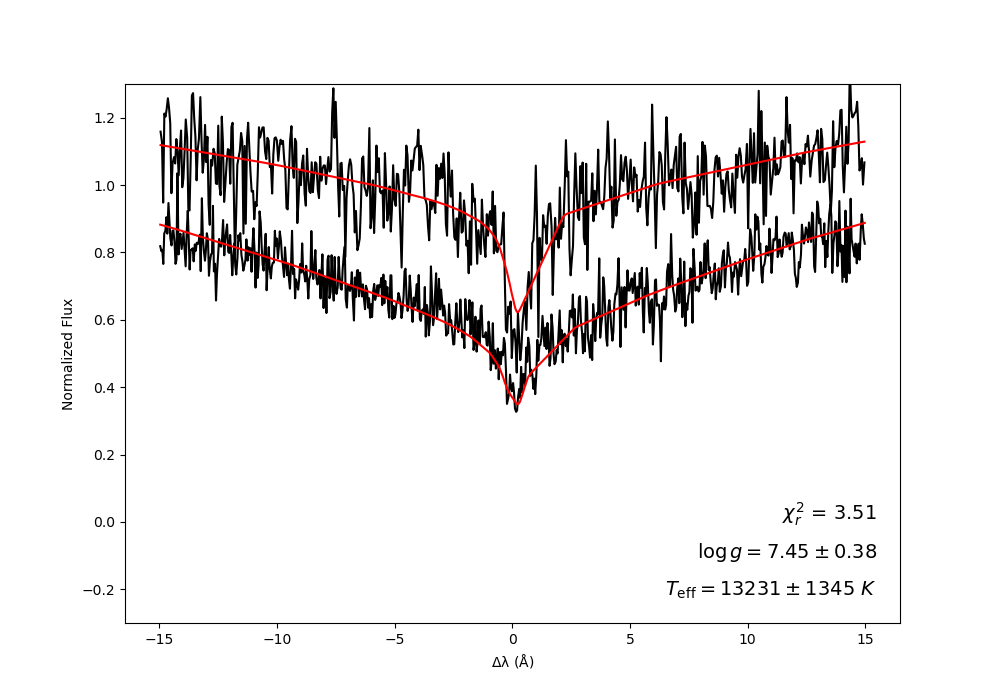 1.2
1.0
0.8
0.6
0.4
0.2
0.0
−0.2
Normalized Flux
χ²ᵣ = 3.51
log g = 7.45 ± 0.38
T_eff = 13231 ± 1345 K
−15 −10 −5 0 5 10 15
Δλ (Å)